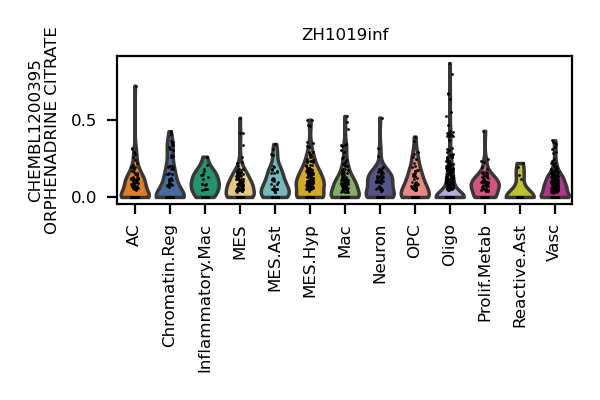 ZH1019inf
CHEMBL1200395
ORPHENADRINE CITRATE
0.5
0.0
AC
Chromatin.Reg
Inflammatory.Mac
MES
MES.Ast
MES.Hyp
Mac
Neuron
OPC
Oligo
Prolif.Metab
Reactive.Ast
Vasc